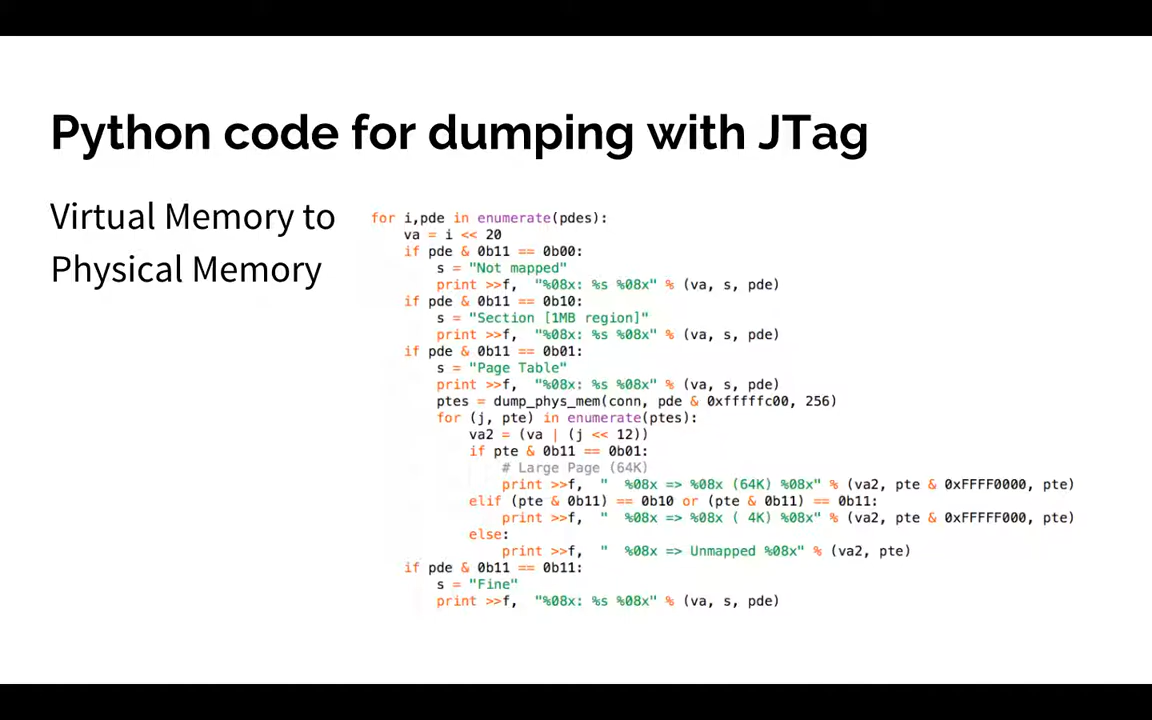 Python code for dumping with JTag
Virtual Memory to
Physical Memory
for i,pde in enumerate(pdes):
    va = i << 20
    if pde & 0b11 == 0b00:
        s = "Not mapped"
        print >>f,  "%08x: %s %08x" % (va, s, pde)
    if pde & 0b11 == 0b10:
        s = "Section [1MB region]"
        print >>f,  "%08x: %s %08x" % (va, s, pde)
    if pde & 0b11 == 0b01:
        s = "Page Table"
        print >>f,  "%08x: %s %08x" % (va, s, pde)
        ptes = dump_phys_mem(conn, pde & 0xfffffc00, 256)
        for (j, pte) in enumerate(ptes):
            va2 = (va | (j << 12))
            if pte & 0b11 == 0b01:
                # Large Page (64K)
                print >>f,  "  %08x => %08x (64K) %08x" % (va2, pte & 0xFFFF0000, pte)
            elif (pte & 0b11) == 0b10 or (pte & 0b11) == 0b11:
                print >>f,  "  %08x => %08x ( 4K) %08x" % (va2, pte & 0xFFFFF000, pte)
            else:
                print >>f,  "  %08x => Unmapped %08x" % (va2, pte)
    if pde & 0b11 == 0b11:
        s = "Fine"
        print >>f,  "%08x: %s %08x" % (va, s, pde)